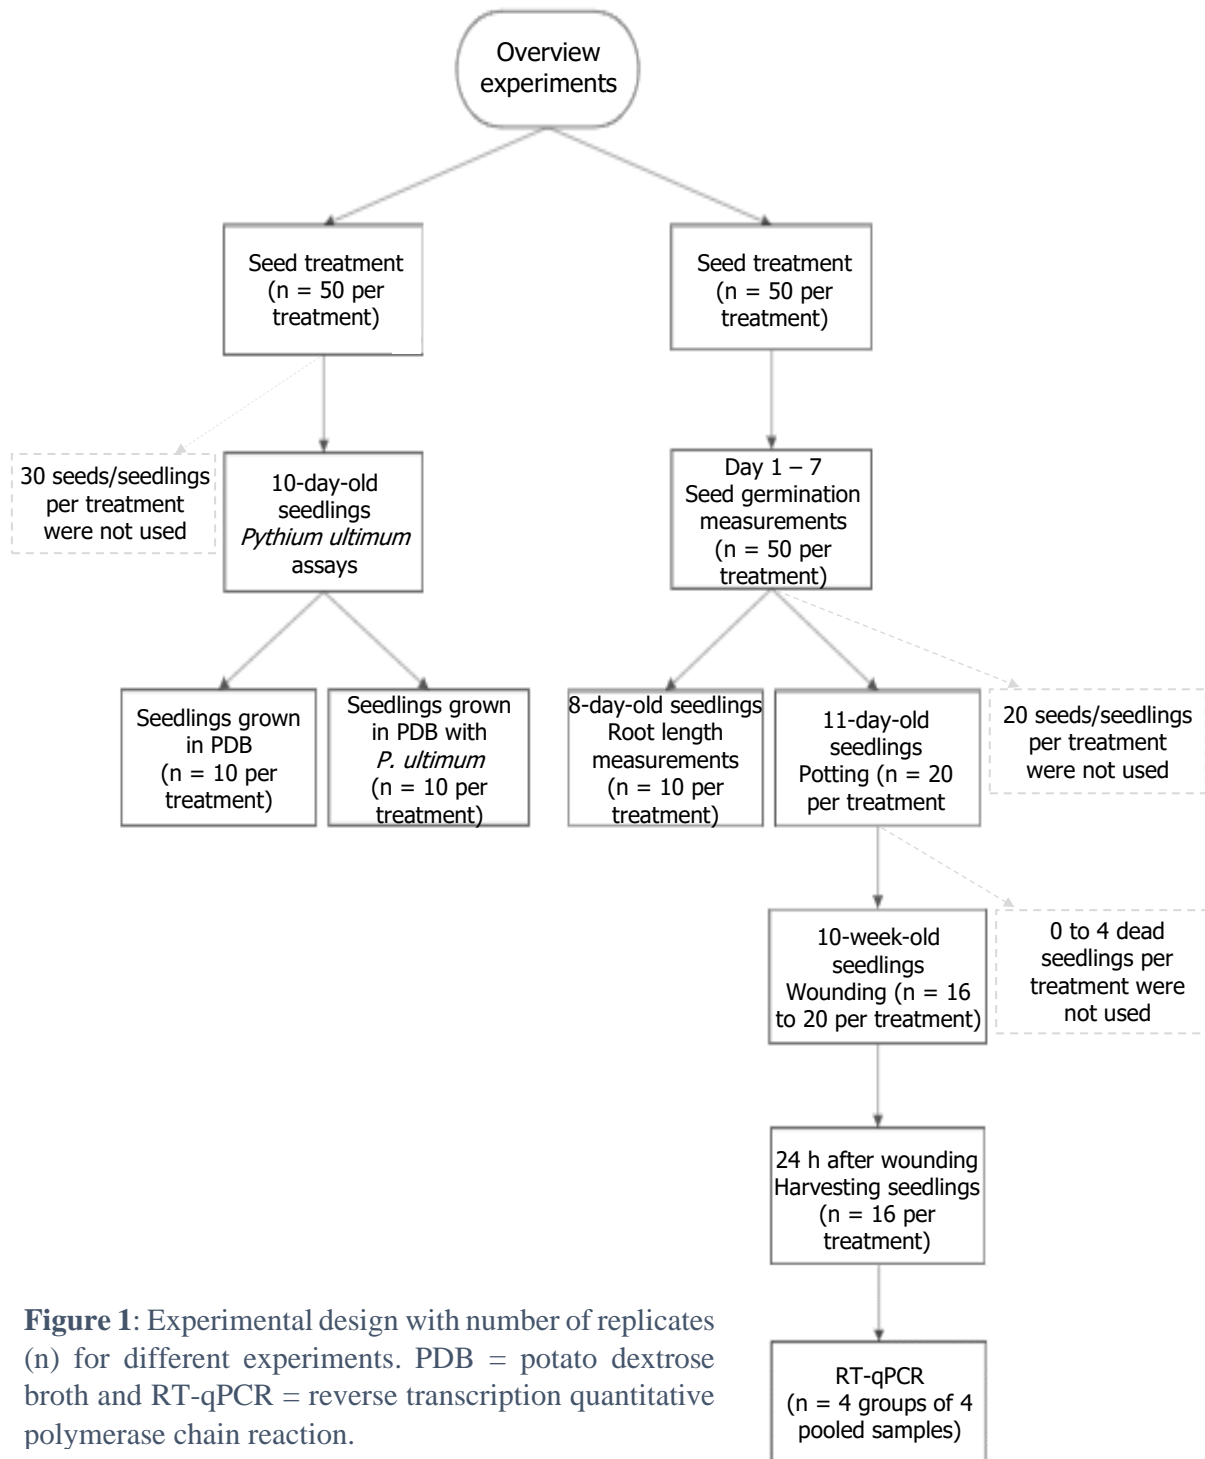 Overview
experiments
Seed treatment
(n = 50 per
treatment)
Seed treatment
(n = 50 per
treatment)
30 seeds/seedlings
per treatment
were not used
10-day-old
seedlings
Pythium ultimum
assays
Day 1 – 7
Seed germination
measurements
(n = 50 per
treatment)
Seedlings grown
in PDB
(n = 10 per
treatment)
Seedlings grown
in PDB with
P. ultimum
(n = 10 per
treatment)
8-day-old seedlings
Root length
measurements
(n = 10 per
treatment)
11-day-old
seedlings
Potting (n = 20
per treatment
20 seeds/seedlings
per treatment
were not used
10-week-old
seedlings
Wounding (n = 16
to 20 per treatment)
0 to 4 dead
seedlings per
treatment were
not used
24 h after wounding
Harvesting seedlings
(n = 16 per
treatment)
RT-qPCR
(n = 4 groups of 4
pooled samples)
Figure 1: Experimental design with number of replicates
(n) for different experiments. PDB = potato dextrose
broth and RT-qPCR = reverse transcription quantitative
polymerase chain reaction.